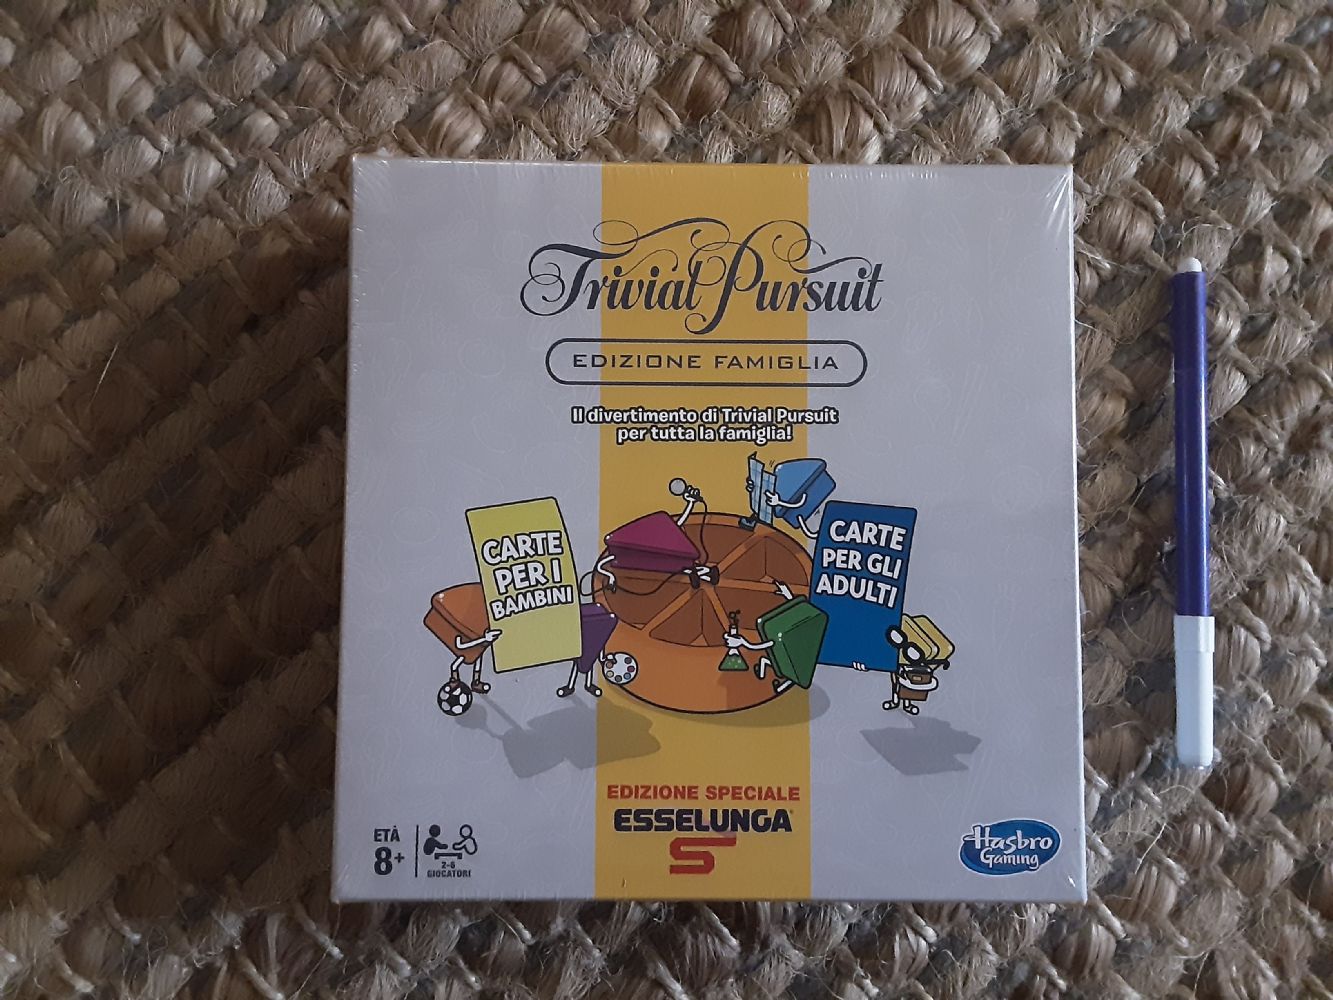 Trivial Pursuit
EDIZIONE FAMIGLIA
Il divertimento di Trivial Pursuit
per tutta la famiglia!
CARTE
PER I
BAMBINI
CARTE
PER GLI
ADULTI
EDIZIONE SPECIALE
ESSELUNGA
S
ETÀ
8+
2-6
GIOCATORI
Hasbro
Gaming